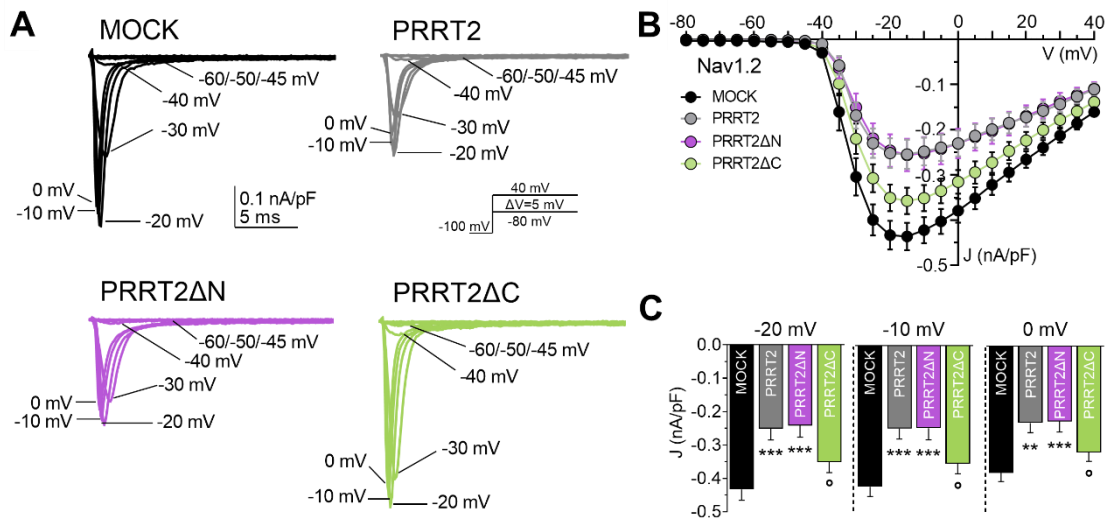 A
MOCK
-60/-50/-45 mV
-40 mV
-30 mV
0 mV
-10 mV
-20 mV
0.1 nA/pF
5 ms
PRRT2
-60/-50/-45 mV
-40 mV
-30 mV
0 mV
-10 mV
-20 mV
40 mV
ΔV=5 mV
-100 mV
-80 mV
PRRT2ΔN
-60/-50/-45 mV
-40 mV
-30 mV
0 mV
-10 mV
-20 mV
PRRT2ΔC
-60/-50/-45 mV
-40 mV
-30 mV
0 mV
-10 mV
-20 mV
B
-80 -60 -40 -20 0 20 40
V (mV)
Nav1.2
MOCK
PRRT2
PRRT2ΔN
PRRT2ΔC
-0.1
-0.2
-0.3
-0.4
-0.5
J (nA/pF)
C
-20 mV -10 mV 0 mV
0.0
-0.1
-0.2
-0.3
-0.4
-0.5
J (nA/pF)
MOCK PRRT2 PRRT2ΔN PRRT2ΔC
*** *** °
MOCK PRRT2 PRRT2ΔN PRRT2ΔC
*** *** °
MOCK PRRT2 PRRT2ΔN PRRT2ΔC
** *** °